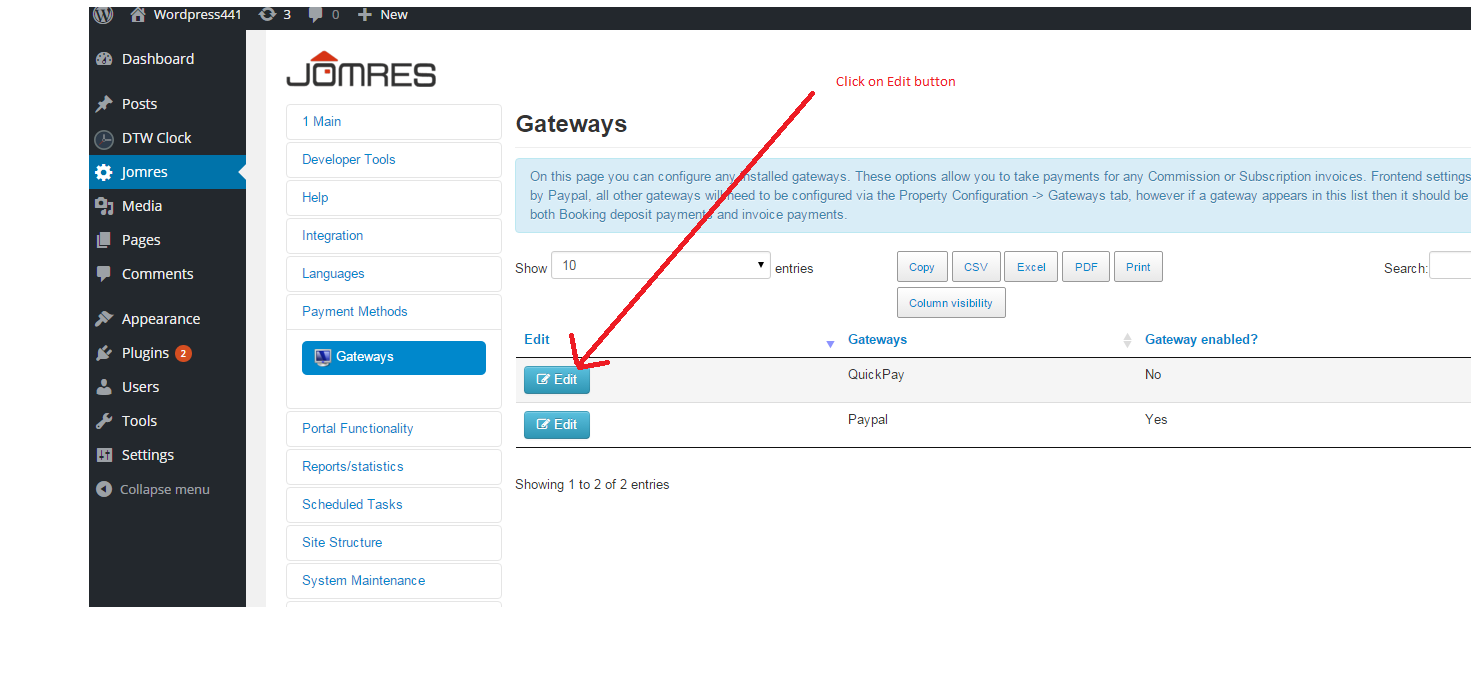 Wordpress441 3 0 New
Dashboard
Posts
DTW Clock
Jomres
Media
Pages
Comments
Appearance
Plugins 2
Users
Tools
Settings
Collapse menu
JOMRES
1 Main
Developer Tools
Help
Integration
Languages
Payment Methods
Gateways
Portal Functionality
Reports/statistics
Scheduled Tasks
Site Structure
System Maintenance
Click on Edit button
Gateways
On this page you can configure any installed gateways. These options allow you to take payments for any Commission or Subscription invoices. Frontend settings
by Paypal, all other gateways will need to be configured via the Property Configuration -> Gateways tab, however if a gateway appears in this list then it should be
both Booking deposit payments and invoice payments.
Show 10 entries
Copy CSV Excel PDF Print
Column visibility
Search:
Edit Gateways Gateway enabled?
Edit QuickPay No
Edit Paypal Yes
Showing 1 to 2 of 2 entries